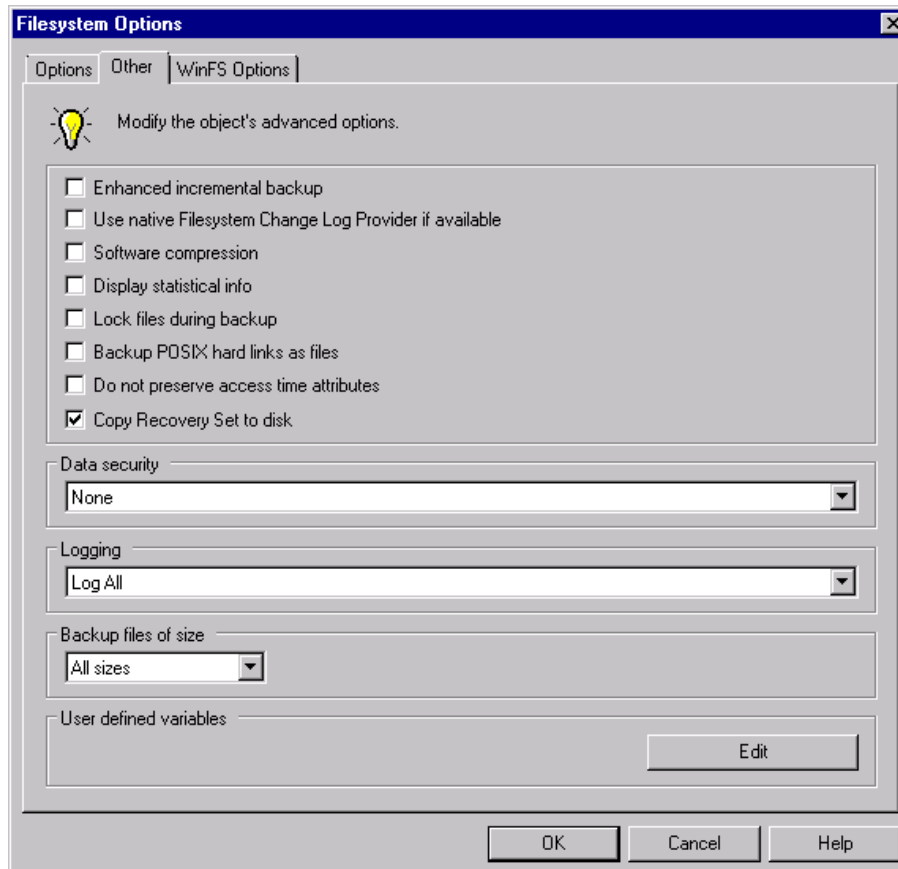 Filesystem Options
Options
Other
WinFS Options
Modify the object's advanced options.
Enhanced incremental backup
Use native Filesystem Change Log Provider if available
Software compression
Display statistical info
Lock files during backup
Backup POSIX hard links as files
Do not preserve access time attributes
Copy Recovery Set to disk
Data security
None
Logging
Log All
Backup files of size
All sizes
User defined variables
Edit
OK
Cancel
Help